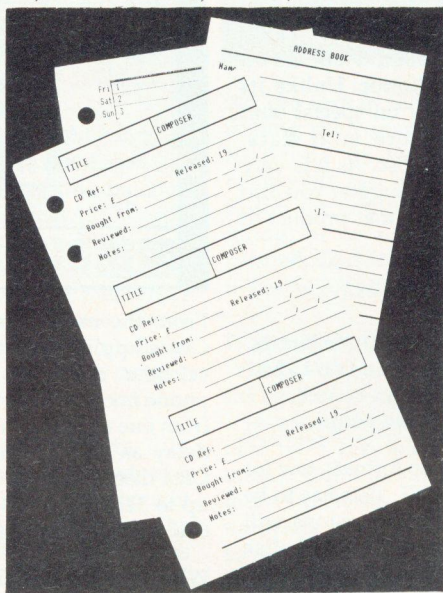 ADDRESS BOOK
Name
Tel:
Fri 1
Sat 2
Sun 3
TITLE COMPOSER
CD Ref: Released: 19
Price: £ / /
Bought from: / /
Reviewed:
Notes:
TITLE COMPOSER
CD Ref: Released: 19
Price: £ / /
Bought from: / /
Reviewed:
Notes:
TITLE COMPOSER
CD Ref: Released: 19
Price: £ / /
Bought from: / /
Reviewed:
Notes: